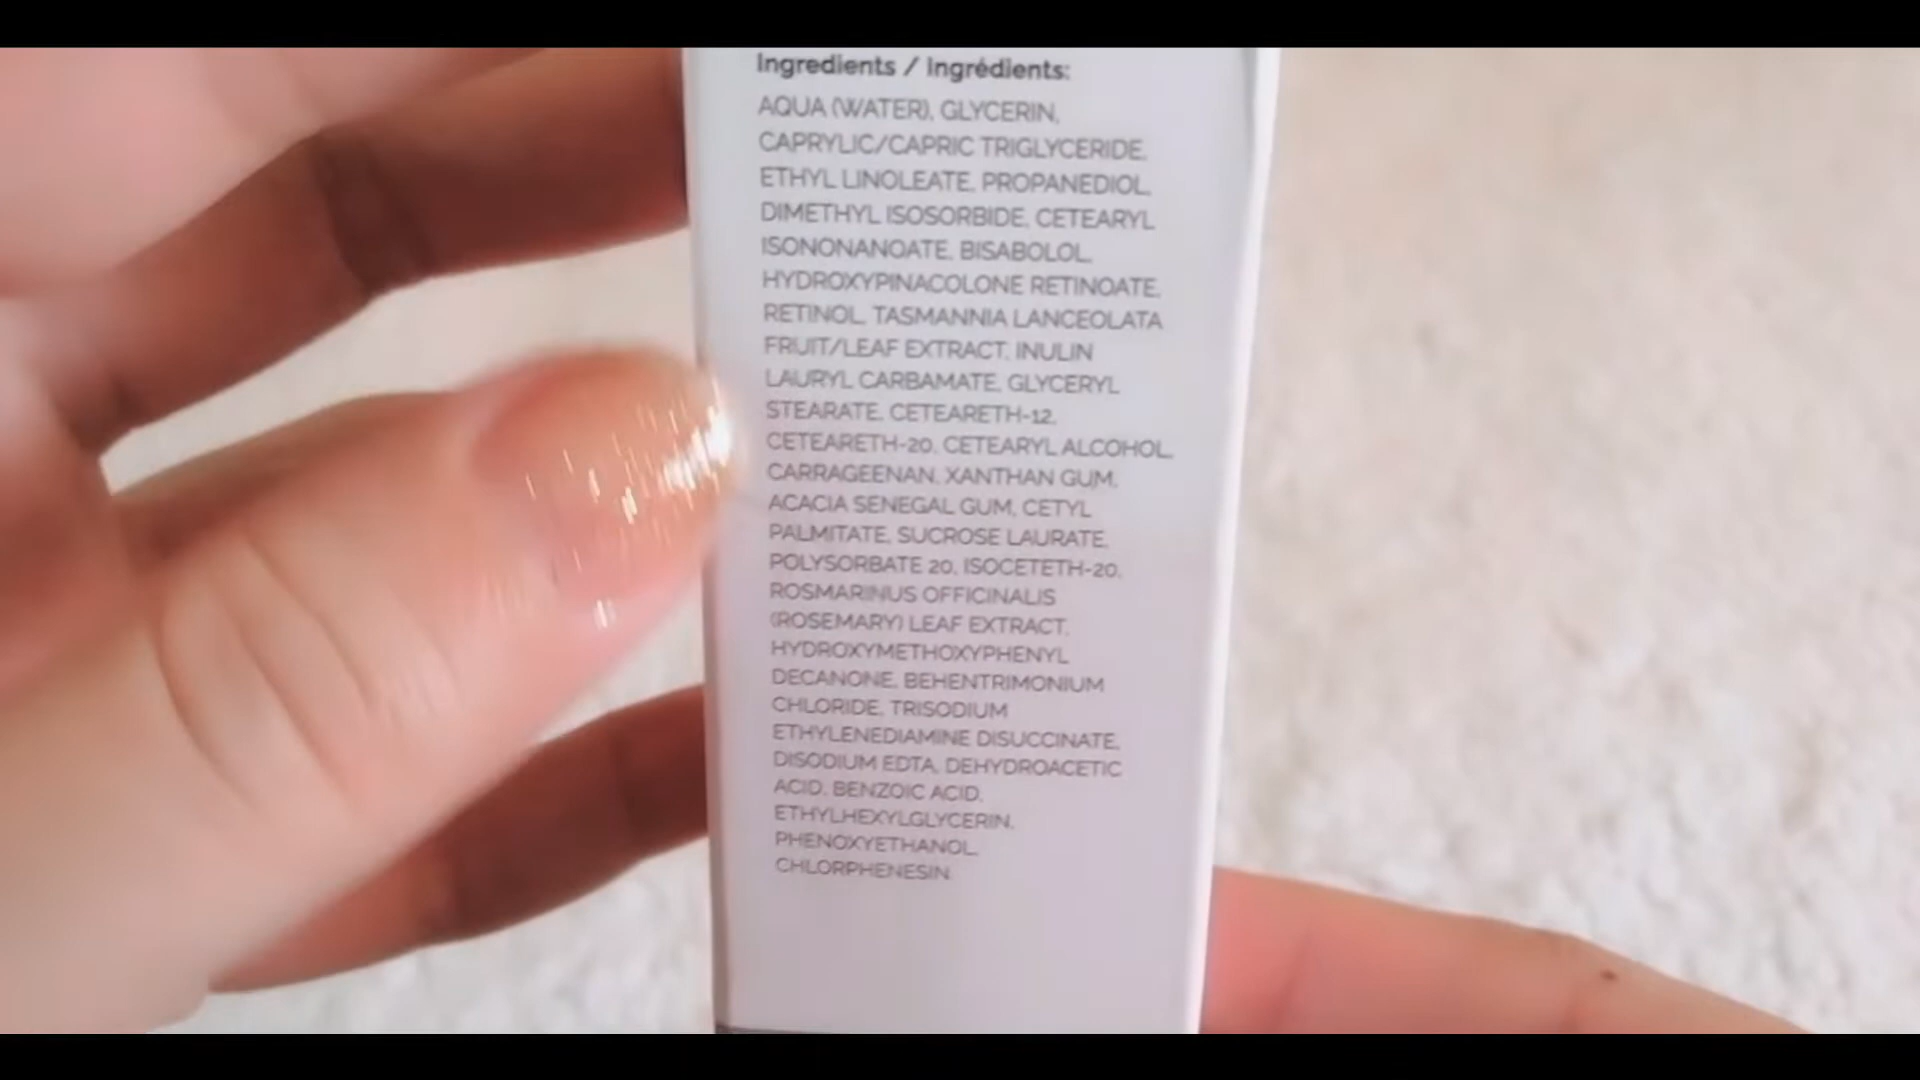 Ingredients / Ingrédients:
AQUA (WATER), GLYCERIN,
CAPRYLIC/CAPRIC TRIGLYCERIDE,
ETHYL LINOLEATE, PROPANEDIOL,
DIMETHYL ISOSORBIDE, CETEARYL
ISONONANOATE, BISABOLOL,
HYDROXYPINACOLONE RETINOATE,
RETINOL, TASMANNIA LANCEOLATA
FRUIT/LEAF EXTRACT, INULIN
LAURYL CARBAMATE, GLYCERYL
STEARATE, CETEARETH-12,
CETEARETH-20, CETEARYL ALCOHOL,
CARRAGEENAN, XANTHAN GUM,
ACACIA SENEGAL GUM, CETYL
PALMITATE, SUCROSE LAURATE,
POLYSORBATE 20, ISOCETETH-20,
ROSMARINUS OFFICINALIS
(ROSEMARY) LEAF EXTRACT,
HYDROXYMETHOXYPHENYL
DECANONE, BEHENTRIMONIUM
CHLORIDE, TRISODIUM
ETHYLENEDIAMINE DISUCCINATE,
DISODIUM EDTA, DEHYDROACETIC
ACID, BENZOIC ACID,
ETHYLHEXYLGLYCERIN,
PHENOXYETHANOL,
CHLORPHENESIN.